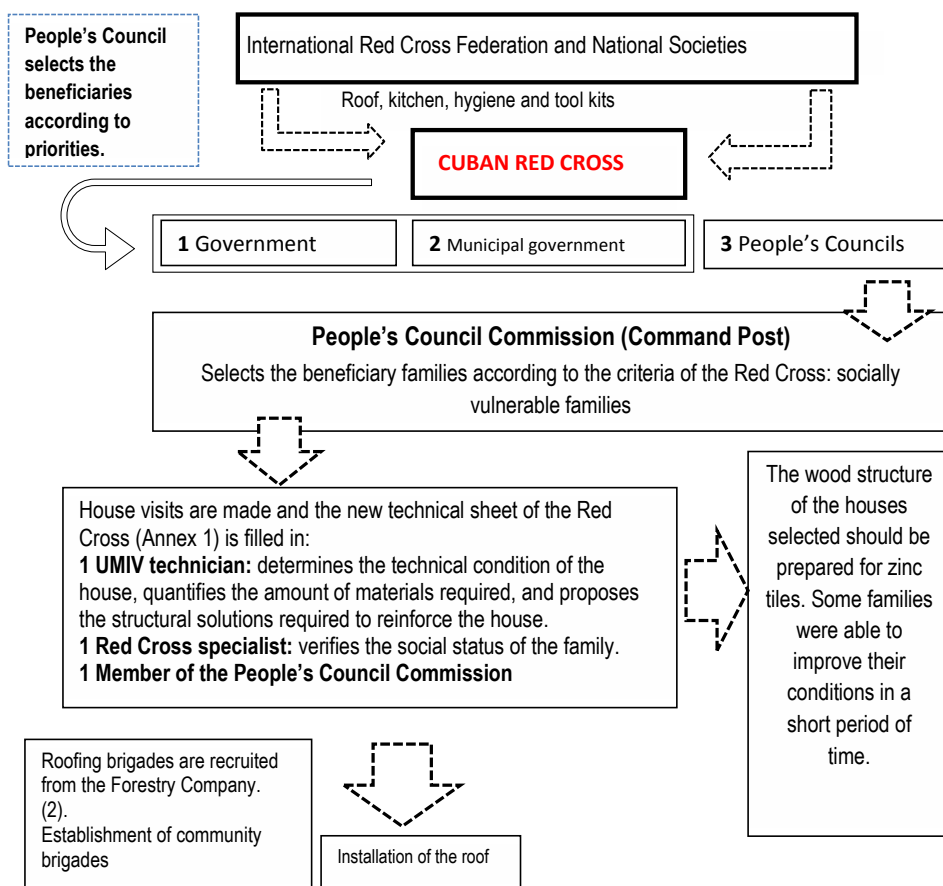 People's Council
selects the
beneficiaries
according to
priorities.
International Red Cross Federation and National Societies
Roof, kitchen, hygiene and tool kits
CUBAN RED CROSS
1 Government
2 Municipal government
3 People's Councils
People's Council Commission (Command Post)
Selects the beneficiary families according to the criteria of the Red Cross: socially
vulnerable families
House visits are made and the new technical sheet of the Red
Cross (Annex 1) is filled in:
1 UMIV technician: determines the technical condition of the
house, quantifies the amount of materials required, and proposes
the structural solutions required to reinforce the house.
1 Red Cross specialist: verifies the social status of the family.
1 Member of the People's Council Commission
The wood structure
of the houses
selected should be
prepared for zinc
tiles. Some families
were able to
improve their
conditions in a
short period of
time.
Roofing brigades are recruited
from the Forestry Company.
(2).
Establishment of community
brigades
Installation of the roof